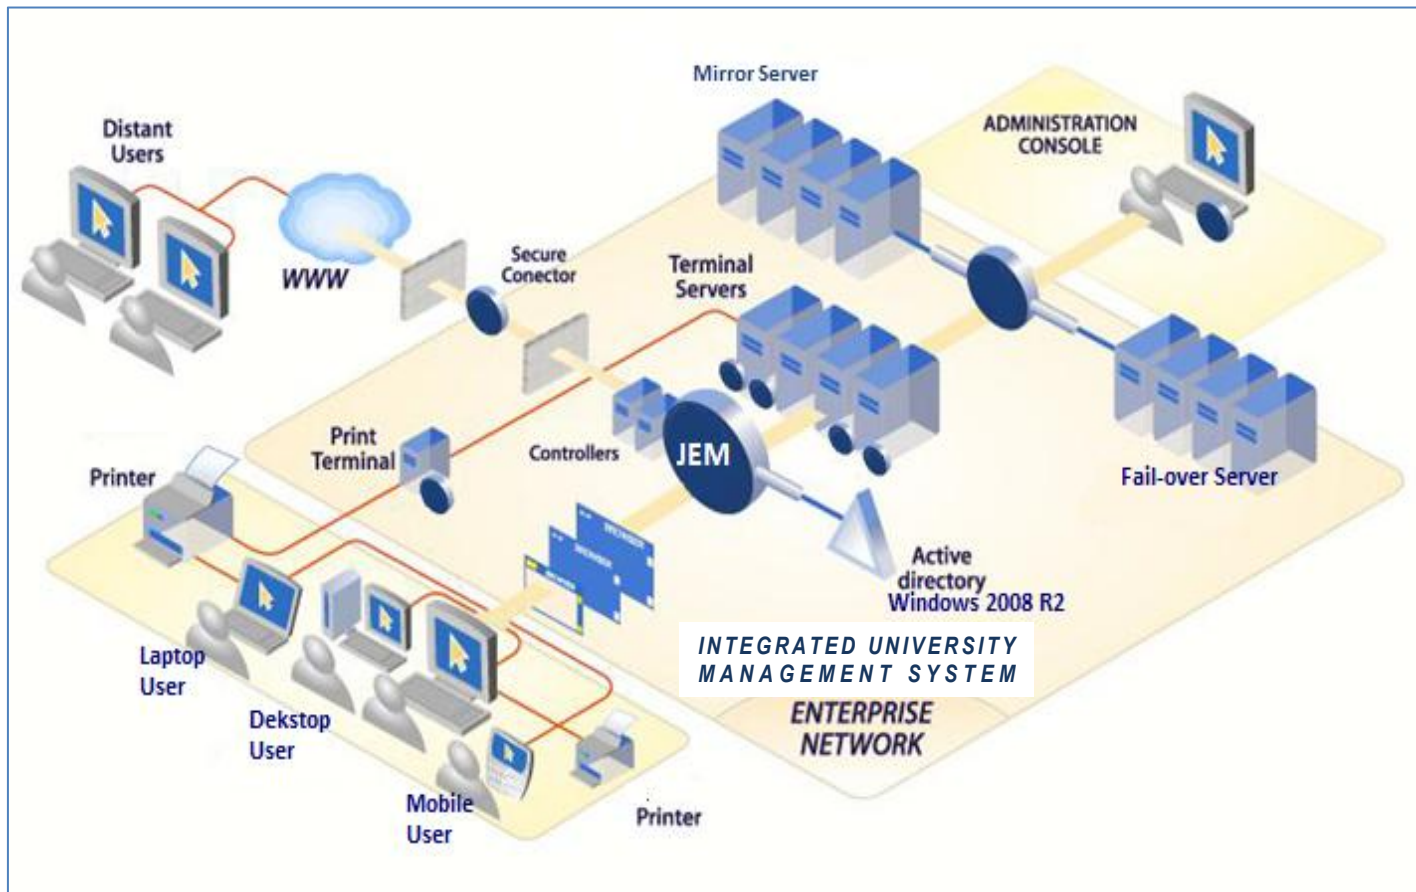 Mirror Server
ADMINISTRATION
CONSOLE
Distant
Users
WWW
Secure
Conector
Terminal
Servers
Print
Terminal
Controllers
JEM
Printer
Fail-over Server
Active
directory
Windows 2008 R2
Laptop
User
Dekstop
User
Mobile
User
Printer
INTEGRATED UNIVERSITY
MANAGEMENT SYSTEM
ENTERPRISE
NETWORK